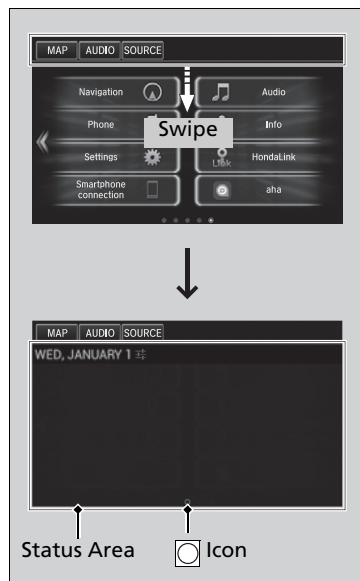 MAP AUDIO SOURCE
Navigation Audio
Phone Info
Swipe
Settings HondaLink
Link
Smartphone
connection aha
MAP AUDIO SOURCE
WED, JANUARY 1
Status Area Icon